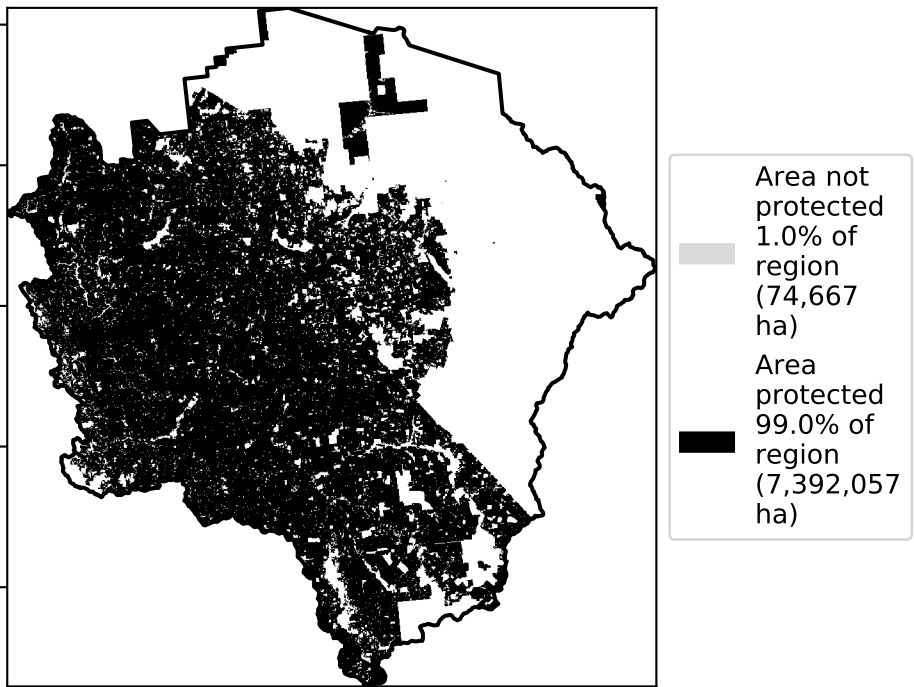 Area not
protected
1.0% of
region
(74,667
ha)
Area
protected
99.0% of
region
(7,392,057
ha)